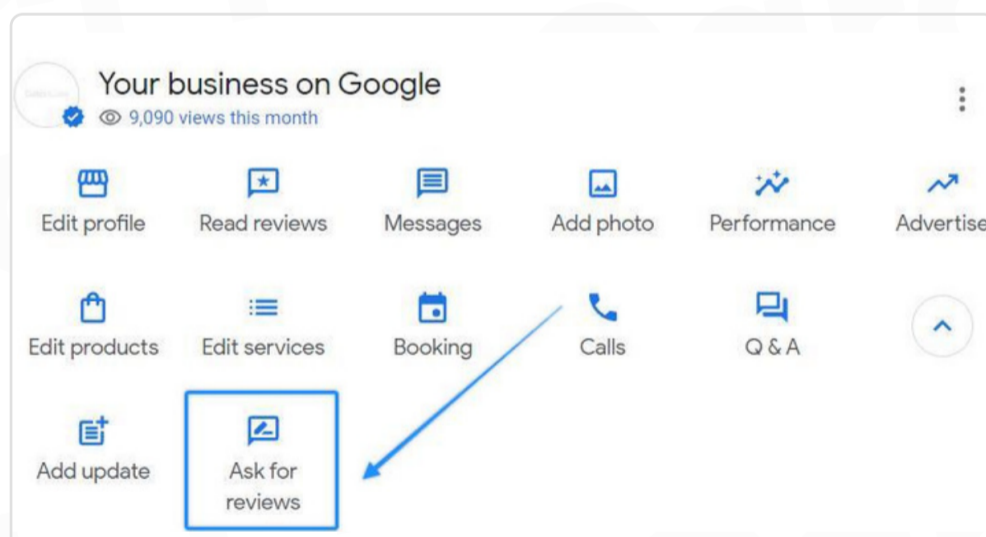 Your business on Google
9,090 views this month
Edit profile
Read reviews
Messages
Add photo
Performance
Advertise
Edit products
Edit services
Booking
Calls
Q & A
Add update
Ask for
reviews